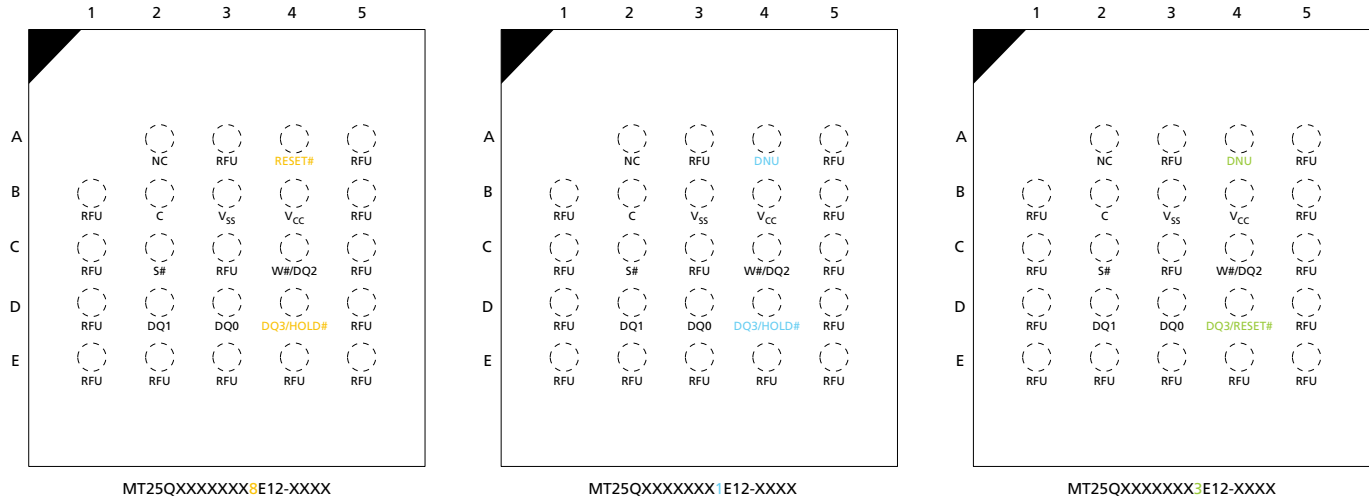 1 2 3 4 5
A
NC RFU RESET# RFU
B
RFU C VSS VCC RFU
C
RFU S# RFU W#/DQ2 RFU
D
RFU DQ1 DQ0 DQ3/HOLD# RFU
E
RFU RFU RFU RFU RFU
MT25QXXXXXXX8E12-XXXX
1 2 3 4 5
A
NC RFU DNU RFU
B
RFU C VSS VCC RFU
C
RFU S# RFU W#/DQ2 RFU
D
RFU DQ1 DQ0 DQ3/HOLD# RFU
E
RFU RFU RFU RFU RFU
MT25QXXXXXXX1E12-XXXX
1 2 3 4 5
A
NC RFU DNU RFU
B
RFU C VSS VCC RFU
C
RFU S# RFU W#/DQ2 RFU
D
RFU DQ1 DQ0 DQ3/RESET# RFU
E
RFU RFU RFU RFU RFU
MT25QXXXXXXX3E12-XXXX